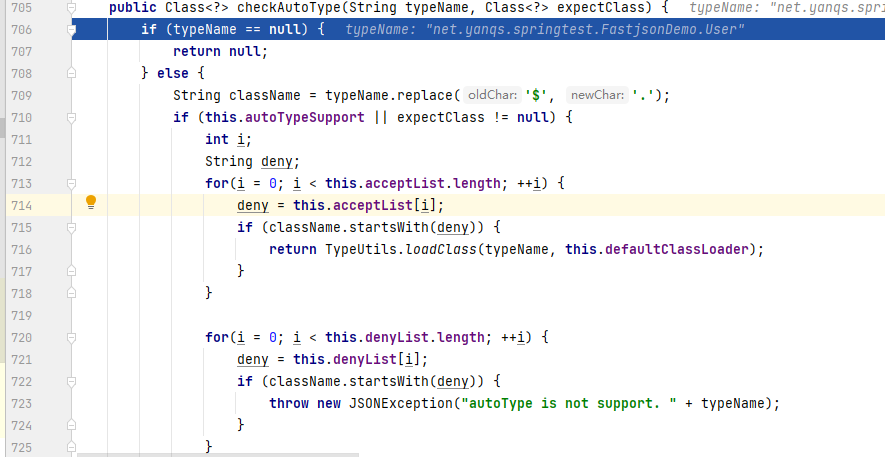 705 public Class<?> checkAutoType(String typeName, Class<?> expectClass) { typeName: "net.yanqs.spri
706 if (typeName == null) { typeName: "net.yanqs.springtest.FastjsonDemo.User"
707 return null;
708 } else {
709 String className = typeName.replace( oldChar: '$', newChar: '.');
710 if (this.autoTypeSupport || expectClass != null) {
711 int i;
712 String deny;
713 for(i = 0; i < this.acceptList.length; ++i) {
714 deny = this.acceptList[i];
715 if (className.startsWith(deny)) {
716 return TypeUtils.loadClass(typeName, this.defaultClassLoader);
717 }
718 }
719
720 for(i = 0; i < this.denyList.length; ++i) {
721 deny = this.denyList[i];
722 if (className.startsWith(deny)) {
723 throw new JSONException("autoType is not support. " + typeName);
724 }
725 }